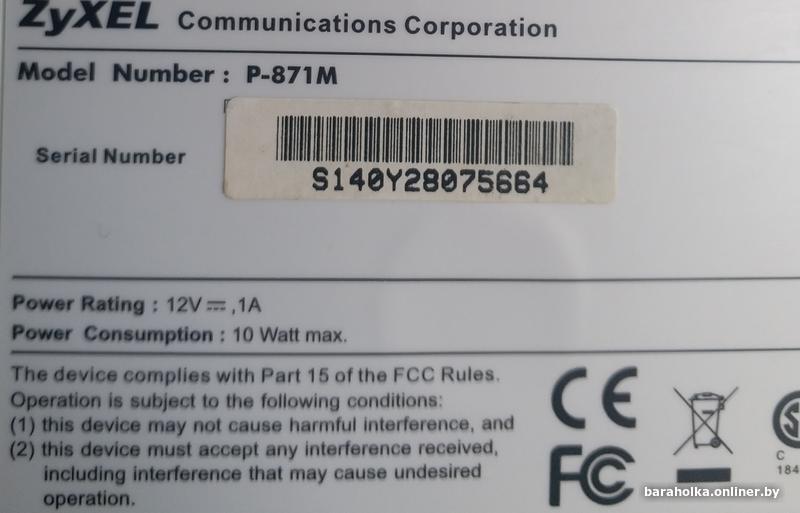 ZyXEL Communications Corporation
Model Number : P-871M
Serial Number
S140Y28075664
Power Rating : 12V⎓,1A
Power Consumption : 10 Watt max.
The device complies with Part 15 of the FCC Rules.
Operation is subject to the following conditions:
(1) this device may not cause harmful interference, and
(2) this device must accept any interference received,
including interference that may cause undesired
operation.
CE
FC
C
184
baraholka.onliner.by